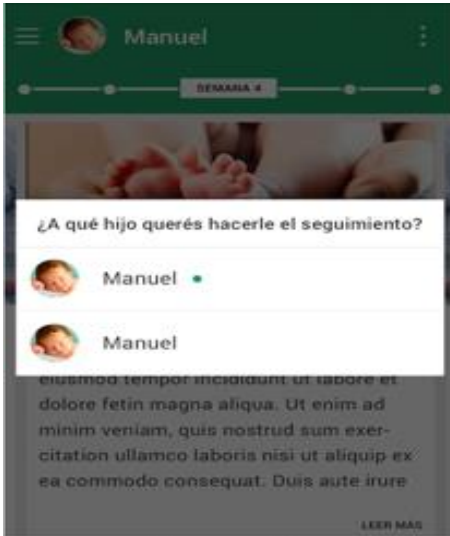 Manuel
SEMANA 4
¿A qué hijo querés hacerle el seguimiento?
Manuel
Manuel
eiusmod tempor incididunt ut labore et
dolore fetin magna aliqua. Ut enim ad
minim veniam, quis nostrud sum exer-
citation ullamco laboris nisi ut aliquip ex
ea commodo consequat. Duis aute irure
LEER MAS